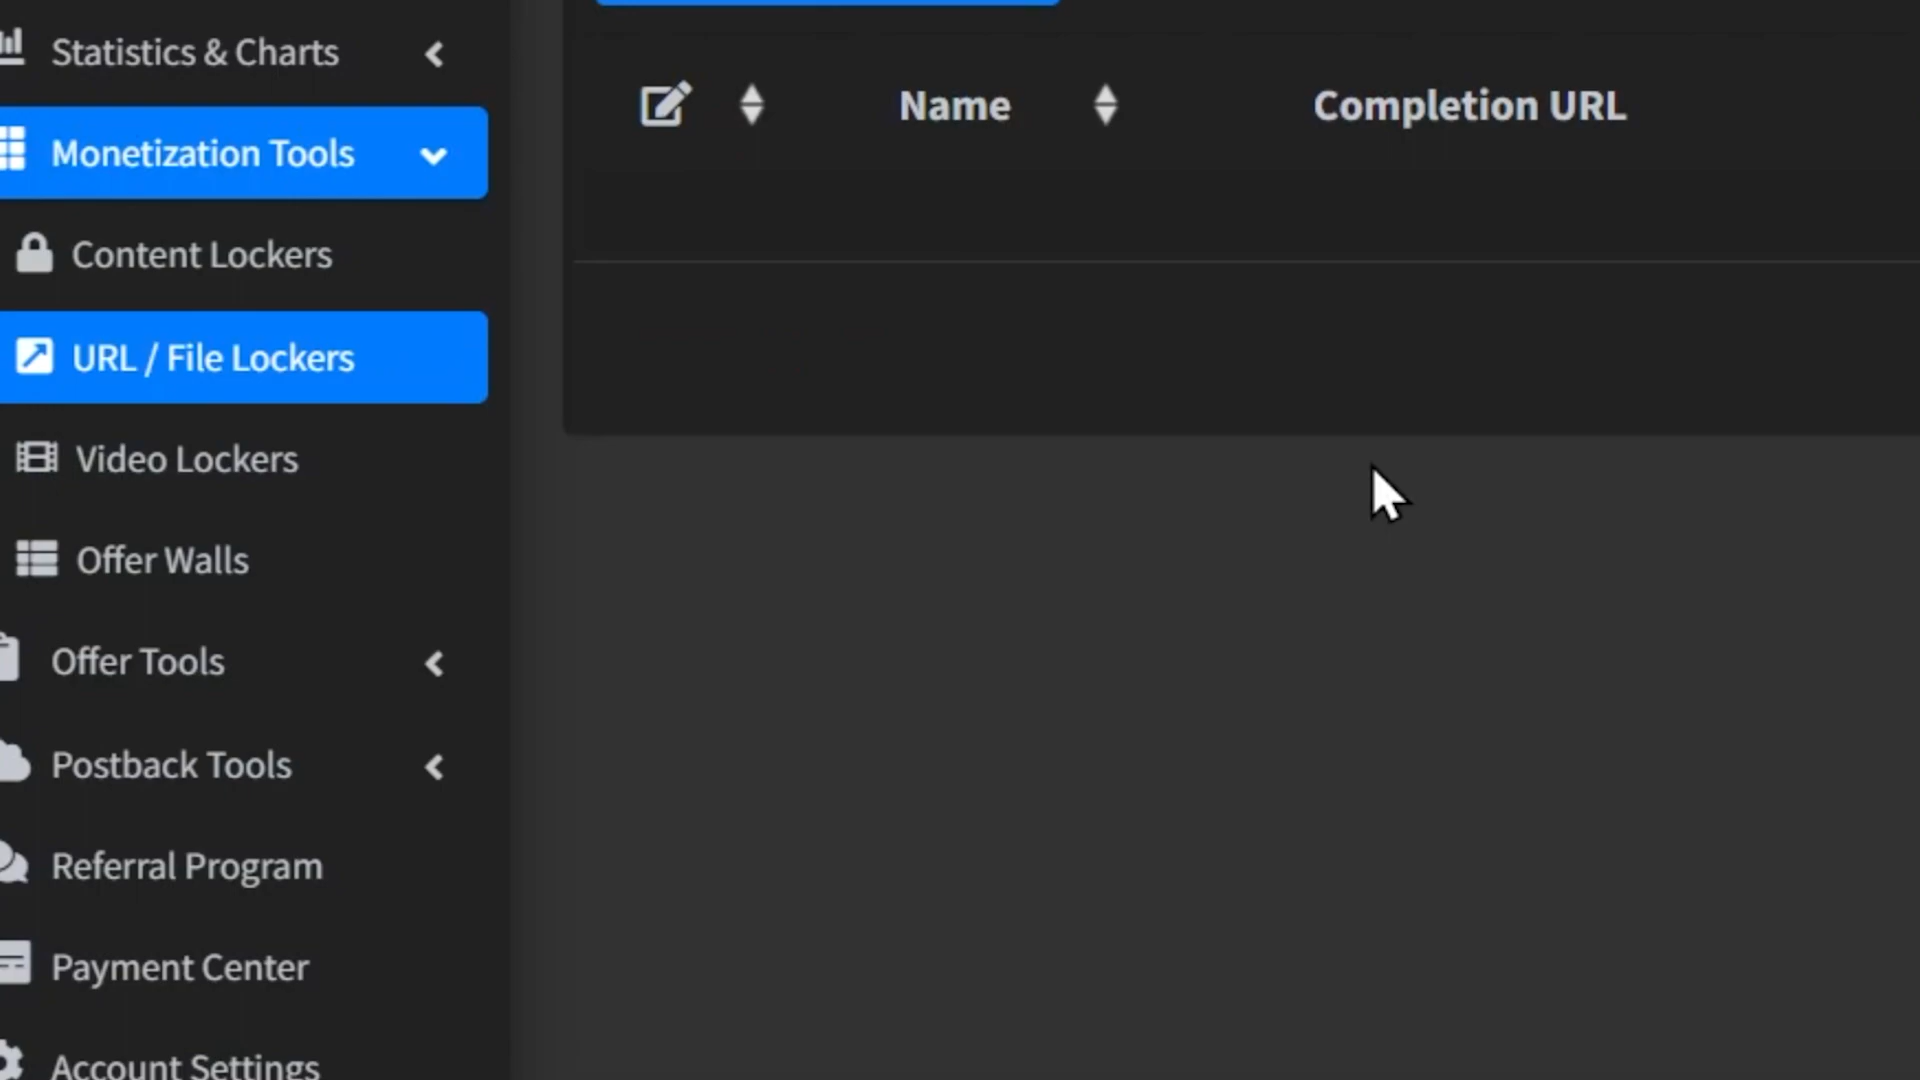 Statistics & Charts
Monetization Tools
Content Lockers
URL / File Lockers
Video Lockers
Offer Walls
Offer Tools
Postback Tools
Referral Program
Payment Center
Account Settings
Name
Completion URL